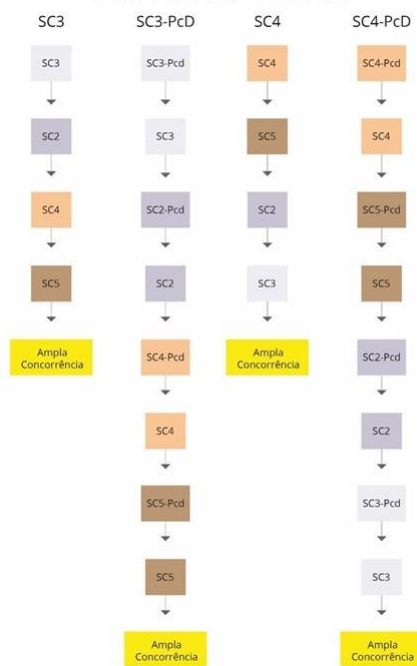 SC3
SC3
SC2
SC4
SC5
Ampla
Concorrência
SC3-PcD
SC3-Pcd
SC3
SC2-Pcd
SC2
SC4-Pcd
SC4
SC5-Pcd
SC5
Ampla
Concorrência
SC4
SC4
SC5
SC2
SC3
Ampla
Concorrência
SC4-PcD
SC4-Pcd
SC4
SC5-Pcd
SC5
SC2-Pcd
SC2
SC3-Pcd
SC3
Ampla
Concorrência